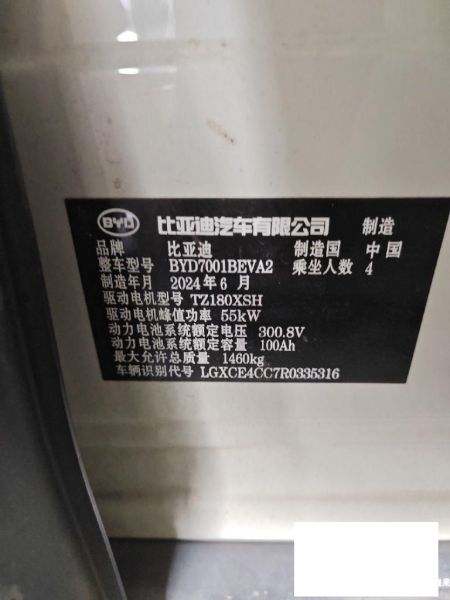 BYD 比亚迪汽车有限公司 制造
品牌 比亚迪 制造国 中国
整车型号 BYD7001BEVA2 乘坐人数 4
制造年月 2024年6月
驱动电机型号 TZ180XSH
驱动电机峰值功率 55kW
动力电池系统额定电压 300.8V
动力电池系统额定容量 100Ah
最大允许总质量 1460kg
车辆识别代号 LGXCE4CC7R0335316